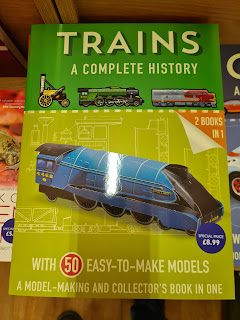 TRAINS
A COMPLETE HISTORY
2 BOOKS
IN 1
SPECIAL PRICE
£8.99
WITH 50 EASY-TO-MAKE MODELS
A MODEL-MAKING AND COLLECTOR'S BOOK IN ONE